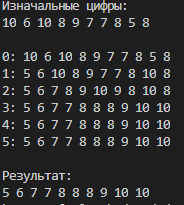 Изначальные цифры:
10 6 10 8 9 7 7 8 5 8
0: 10 6 10 8 9 7 7 8 5 8
1: 5 6 10 8 9 7 7 8 10 8
2: 5 6 7 8 9 10 9 8 10 8
3: 5 6 7 7 8 8 8 9 10 10
4: 5 6 7 7 8 8 8 9 10 10
5: 5 6 7 7 8 8 8 9 10 10
Результат:
5 6 7 7 8 8 8 9 10 10